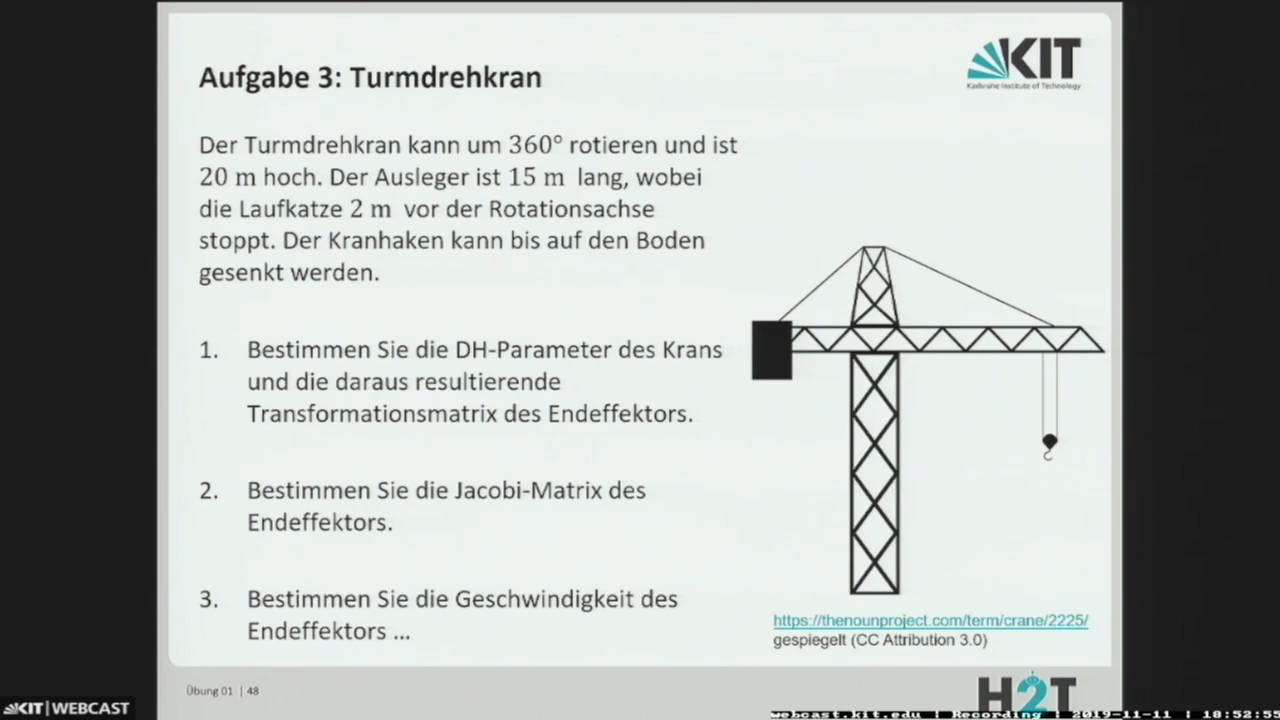 Aufgabe 3: Turmdrehkran
KIT
Karlsruhe Institute of Technology
Der Turmdrehkran kann um 360° rotieren und ist
20 m hoch. Der Ausleger ist 15 m lang, wobei
die Laufkatze 2 m vor der Rotationsachse
stoppt. Der Kranhaken kann bis auf den Boden
gesenkt werden.
1. Bestimmen Sie die DH-Parameter des Krans
und die daraus resultierende
Transformationsmatrix des Endeffektors.
2. Bestimmen Sie die Jacobi-Matrix des
Endeffektors.
3. Bestimmen Sie die Geschwindigkeit des
Endeffektors ...
https://thenounproject.com/term/crane/2225/
gespiegelt (CC Attribution 3.0)
Übung 01 | 48
H2T
KIT | WEBCAST
webcast.kit.edu | Recording | 2019-11-11 | 18:52:55